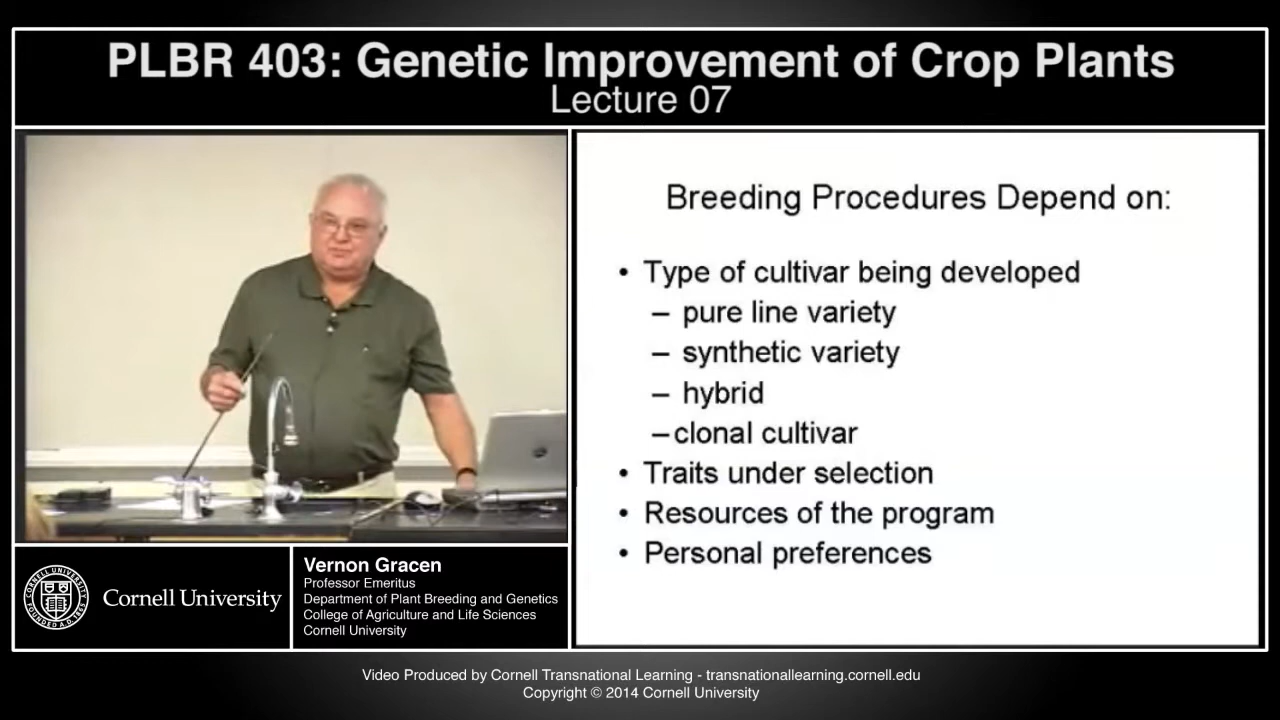 PLBR 403: Genetic Improvement of Crop Plants
Lecture 07
Breeding Procedures Depend on:
• Type of cultivar being developed
– pure line variety
– synthetic variety
– hybrid
–clonal cultivar
• Traits under selection
• Resources of the program
• Personal preferences
Cornell University
Vernon Gracen
Professor Emeritus
Department of Plant Breeding and Genetics
College of Agriculture and Life Sciences
Cornell University
Video Produced by Cornell Transnational Learning - transnationallearning.cornell.edu
Copyright © 2014 Cornell University